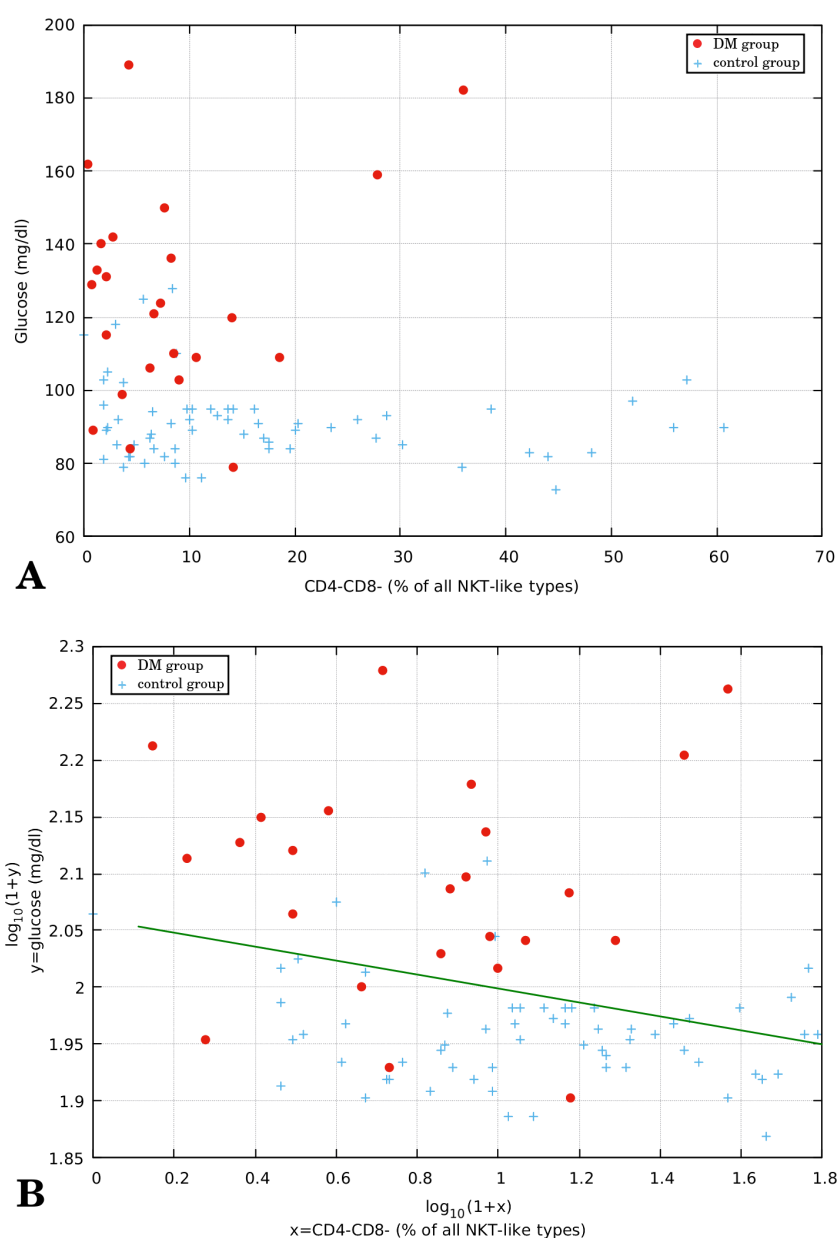 200
180
160
140
120
100
80
60
Glucose (mg/dl)
DM group
control group
0 10 20 30 40 50 60 70
CD4-CD8- (% of all NKT-like types)
A
2.3
2.25
2.2
2.15
2.1
2.05
2
1.95
1.9
1.85
log10(1+y)
y=glucose (mg/dl)
DM group
control group
0 0.2 0.4 0.6 0.8 1 1.2 1.4 1.6 1.8
log10(1+x)
x=CD4-CD8- (% of all NKT-like types)
B